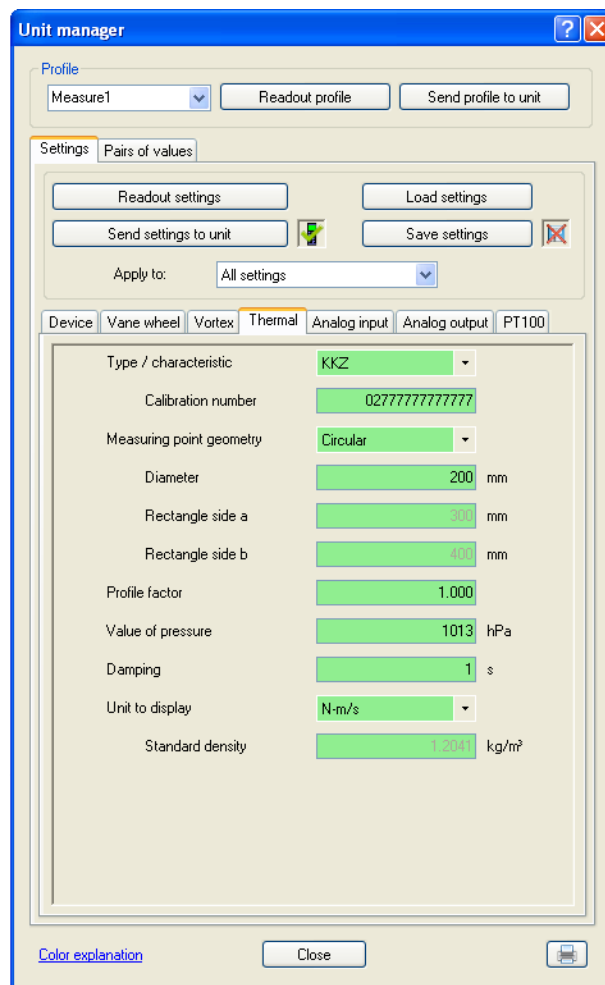 Unit manager
Profile
Measure1 Readout profile Send profile to unit
Settings Pairs of values
Readout settings Load settings
Send settings to unit Save settings
Apply to: All settings
Device Vane wheel Vortex Thermal Analog input Analog output PT100
Type / characteristic KKZ
Calibration number 02777777777777
Measuring point geometry Circular
Diameter 200 mm
Rectangle side a 300 mm
Rectangle side b 400 mm
Profile factor 1.000
Value of pressure 1013 hPa
Damping 1 s
Unit to display N-m/s
Standard density 1.2041 kg/m³
Color explanation Close